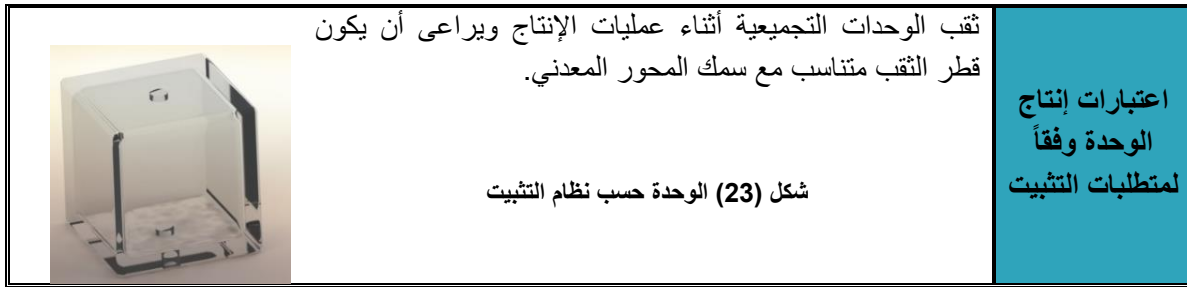 اعتبارات إنتاج
الوحدة وفقاً
لمتطلبات التثبيت
ثقب الوحدات التجميعية أثناء عمليات الإنتاج ويراعى أن يكون
قطر الثقب متناسب مع سمك المحور المعدني.
شكل (23) الوحدة حسب نظام التثبيت